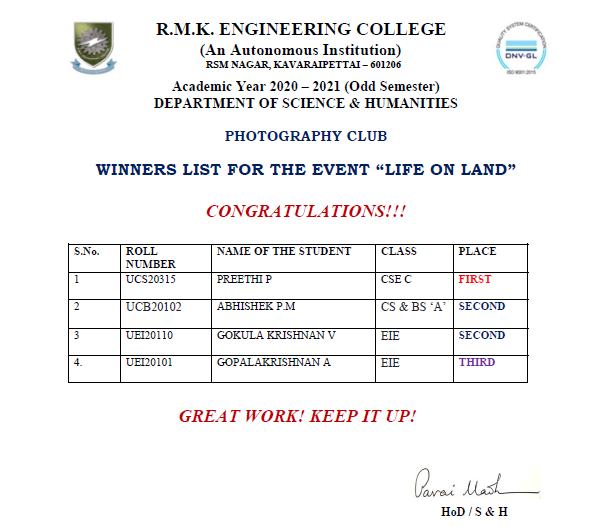 R.M.K. ENGINEERING COLLEGE
(An Autonomous Institution)
RSM NAGAR, KAVARAIPETTAI – 601206
Academic Year 2020 – 2021 (Odd Semester)
DEPARTMENT OF SCIENCE & HUMANITIES
QUALITY SYSTEM CERTIFICATION
DNV·GL
ISO 9001:2015
PHOTOGRAPHY CLUB
WINNERS LIST FOR THE EVENT “LIFE ON LAND”
CONGRATULATIONS!!!
S.No. ROLL NUMBER NAME OF THE STUDENT CLASS PLACE
1 UCS20315 PREETHI P CSE C FIRST
2 UCB20102 ABHISHEK P.M CS & BS ‘A’ SECOND
3 UEI20110 GOKULA KRISHNAN V EIE SECOND
4. UEI20101 GOPALAKRISHNAN A EIE THIRD
GREAT WORK! KEEP IT UP!
HoD / S & H